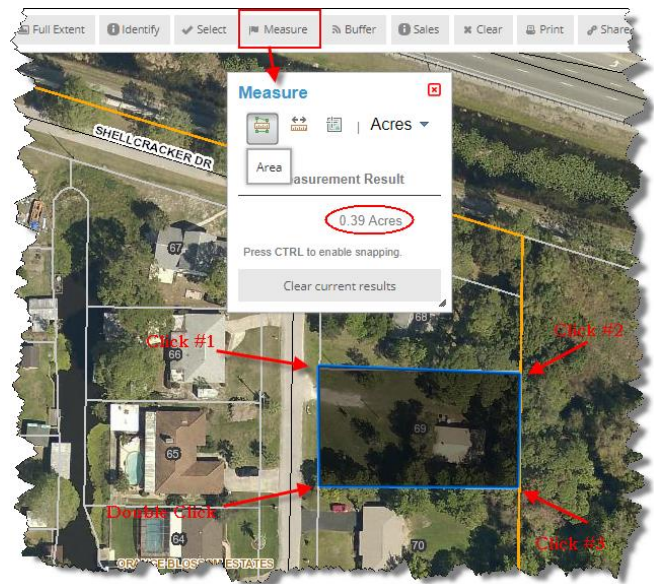 Full Extent Identify Select Measure Buffer Sales Clear Print Share
Measure
Acres
Area
asurement Result
0.39 Acres
Press CTRL to enable snapping.
Clear current results
SHELLCRACKER DR
67
68
Click #1
Click #2
66
69
65
Double Click
Click #3
64
70
ORANGE BLOSSOM ESTATES